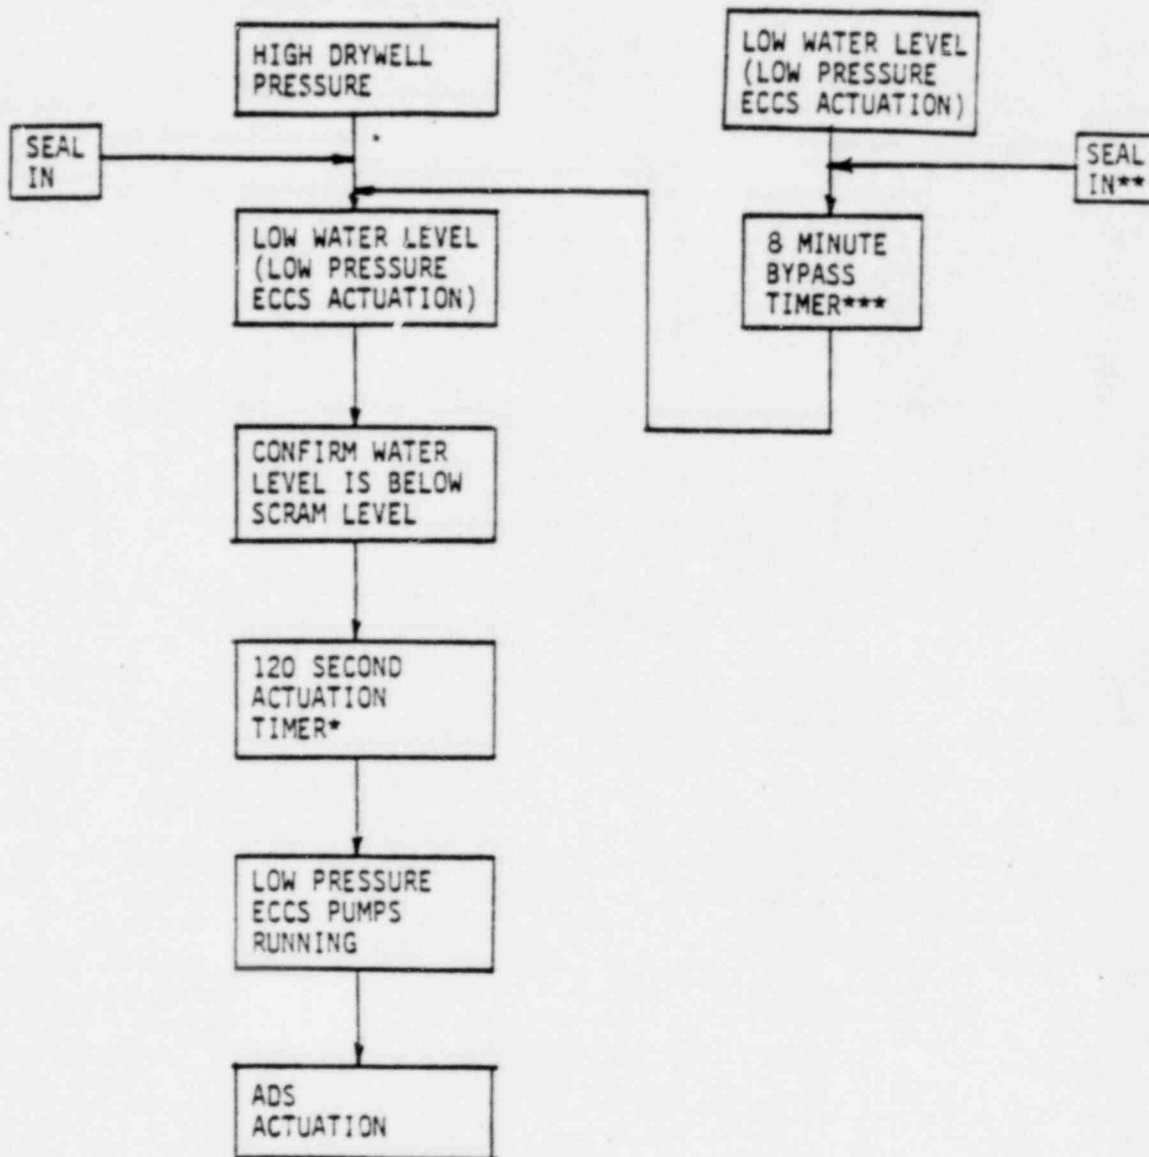 HIGH DRYWELL
PRESSURE
LOW WATER LEVEL
(LOW PRESSURE
ECCS ACTUATION)
SEAL
IN
SEAL
IN**
LOW WATER LEVEL
(LOW PRESSURE
ECCS ACTUATION)
8 MINUTE
BYPASS
TIMER***
CONFIRM WATER
LEVEL IS BELOW
SCRAM LEVEL
120 SECOND
ACTUATION
TIMER*
LOW PRESSURE
ECCS PUMPS
RUNNING
ADS
ACTUATION